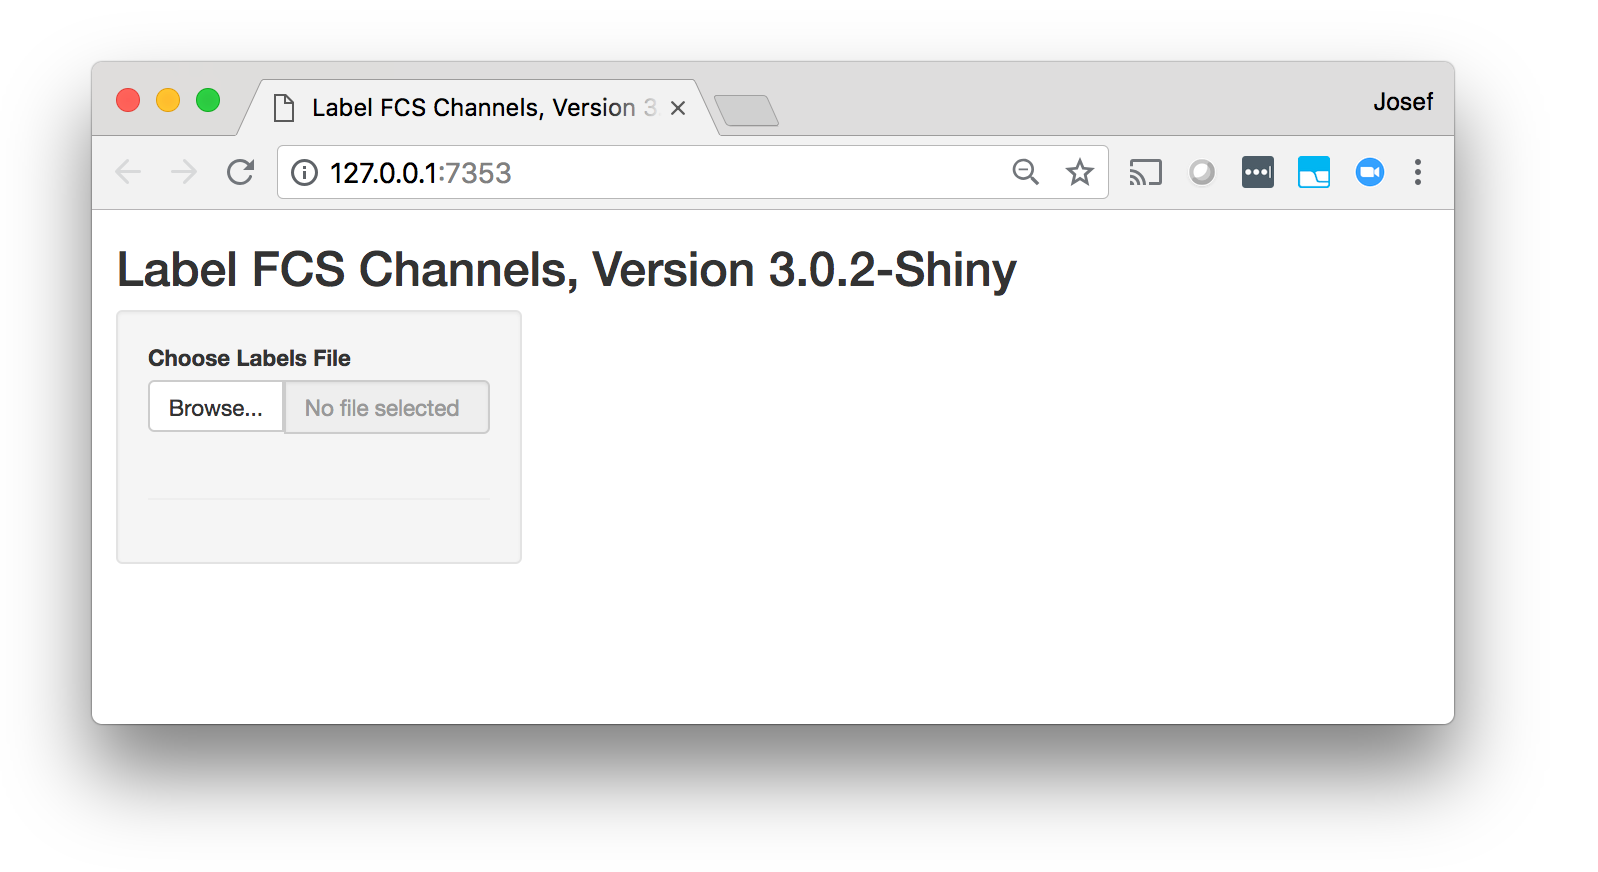 Label FCS Channels, Version 3
Josef
127.0.0.1:7353
Label FCS Channels, Version 3.0.2-Shiny
Choose Labels File
Browse...
No file selected